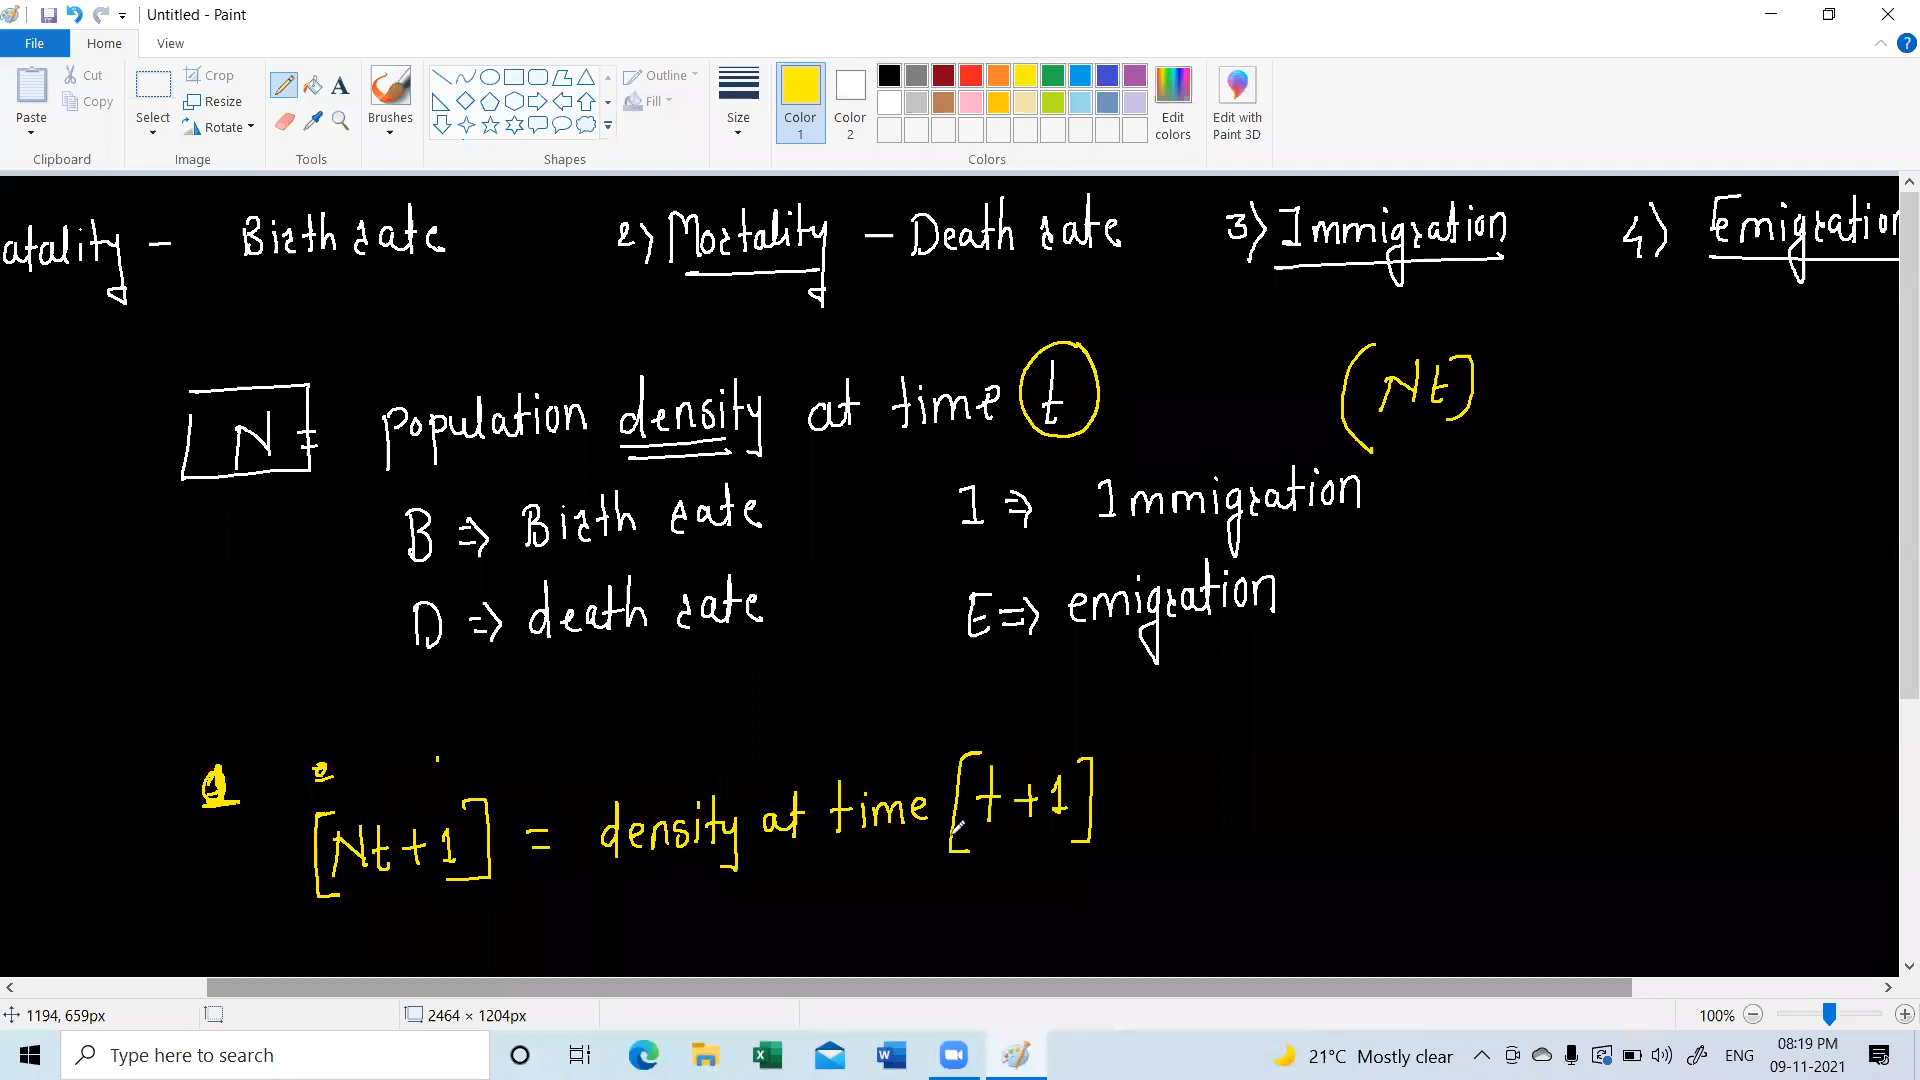 Untitled - Paint
File Home View
Cut
Copy
Paste
Clipboard
Crop
Resize
Rotate
Select
Image
Tools
Brushes
Outline
Fill
Shapes
Size
Color 1
Color 2
Edit colors
Edit with Paint 3D
Colors
atality - Birth rate 2) Mortality - Death rate 3) Immigration 4) Emigration
N = population density at time t (Nt]
B => Birth rate I => Immigration
D => death rate E => emigration
[Nt+1] = density at time [t+1]
1194, 659px 2464 × 1204px 100%
Type here to search 21°C Mostly clear ENG 08:19 PM
09-11-2021